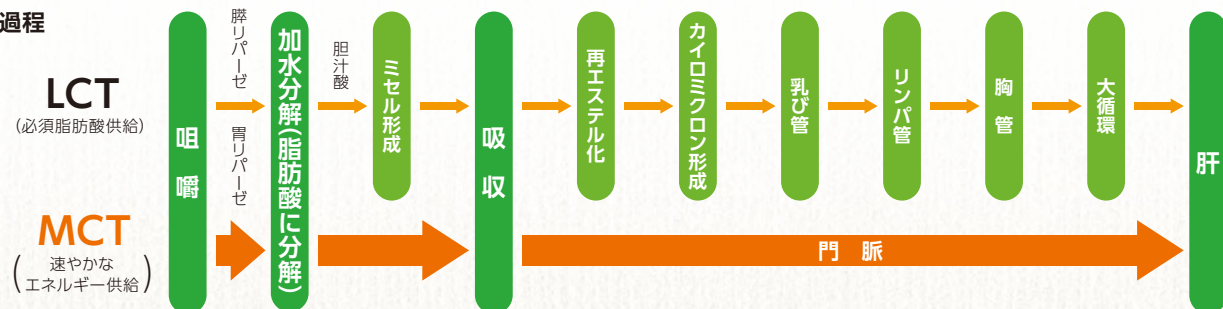 過程
LCT
(必須脂肪酸供給)
MCT
(速やかな
エネルギー供給)
咀嚼
膵リパーゼ
胃リパーゼ
加水分解(脂肪酸に分解)
胆汁酸
ミセル形成
吸収
再エステル化
カイロミクロン形成
乳び管
リンパ管
胸管
大循環
門脈
肝